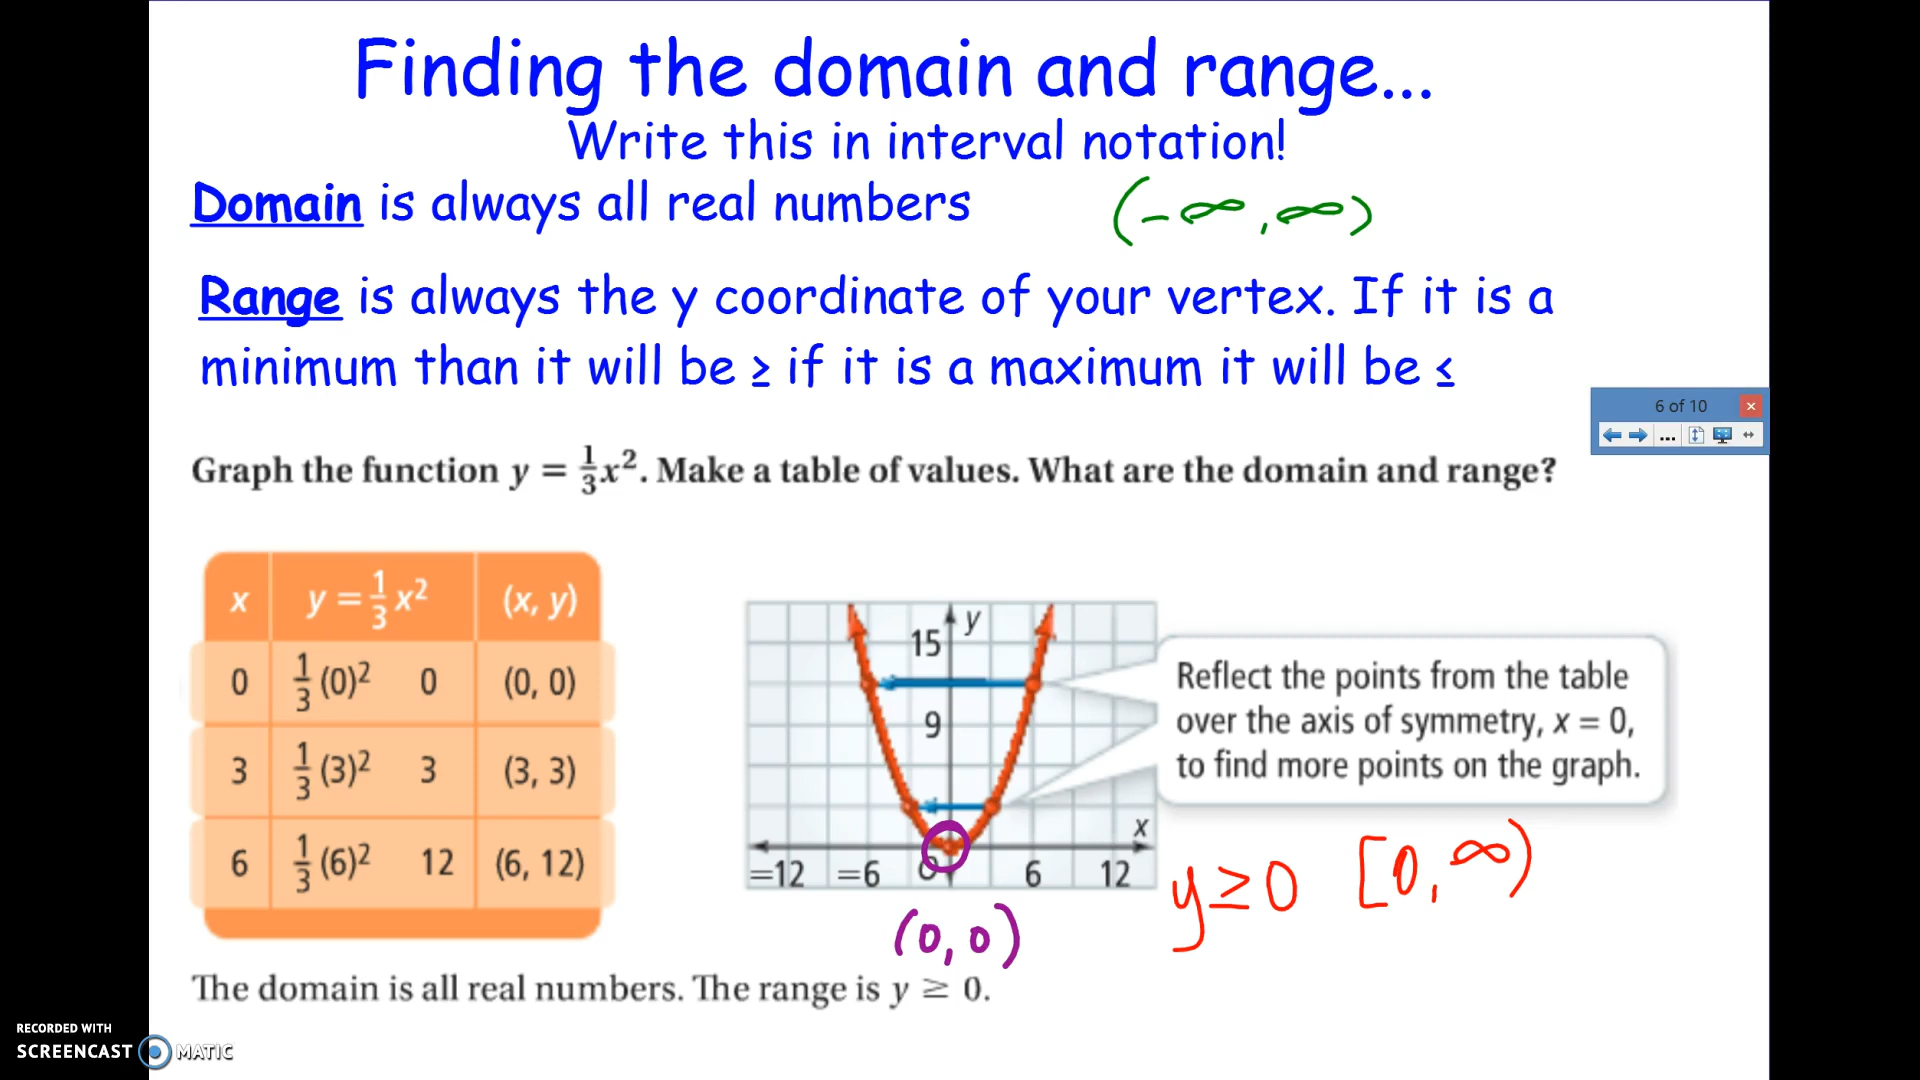 Finding the domain and range...
Write this in interval notation!
Domain is always all real numbers (-∞,∞)
Range is always the y coordinate of your vertex. If it is a
minimum than it will be ≥ if it is a maximum it will be ≤
6 of 10
Graph the function y = 1/3x². Make a table of values. What are the domain and range?
x y = 1/3 x² (x, y)
0 1/3 (0)² 0 (0, 0)
3 1/3 (3)² 3 (3, 3)
6 1/3 (6)² 12 (6, 12)
y
15
9
x
=12 =6 0 6 12
Reflect the points from the table
over the axis of symmetry, x = 0,
to find more points on the graph.
y≥0 [0,∞)
(0,0)
The domain is all real numbers. The range is y ≥ 0.
RECORDED WITH
SCREENCAST MATIC